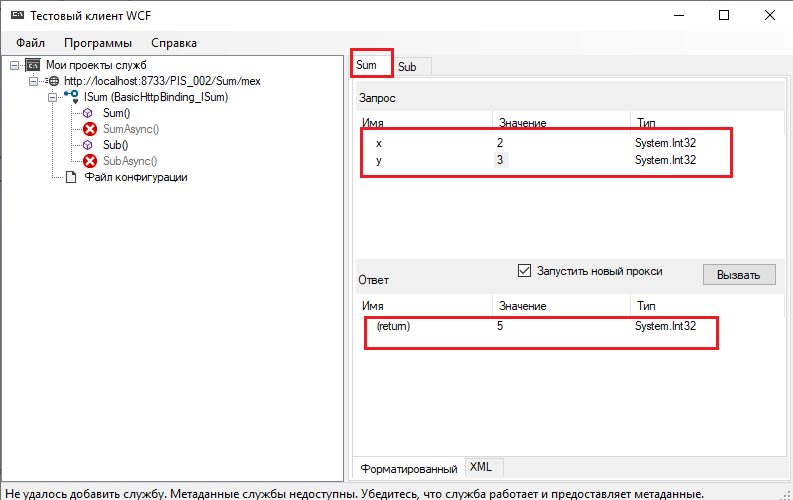 Тестовый клиент WCF
Файл Программы Справка
Мои проекты служб
http://localhost:8733/PIS_002/Sum/mex
ISum (BasicHttpBinding_ISum)
Sum()
SumAsync()
Sub()
SubAsync()
Файл конфигурации
Sum Sub
Запрос
Имя Значение Тип
x 2 System.Int32
y 3 System.Int32
Ответ
Запустить новый прокси
Вызвать
Имя Значение Тип
(return) 5 System.Int32
Форматированный XML
Не удалось добавить службу. Метаданные службы недоступны. Убедитесь, что служба работает и предоставляет метаданные.